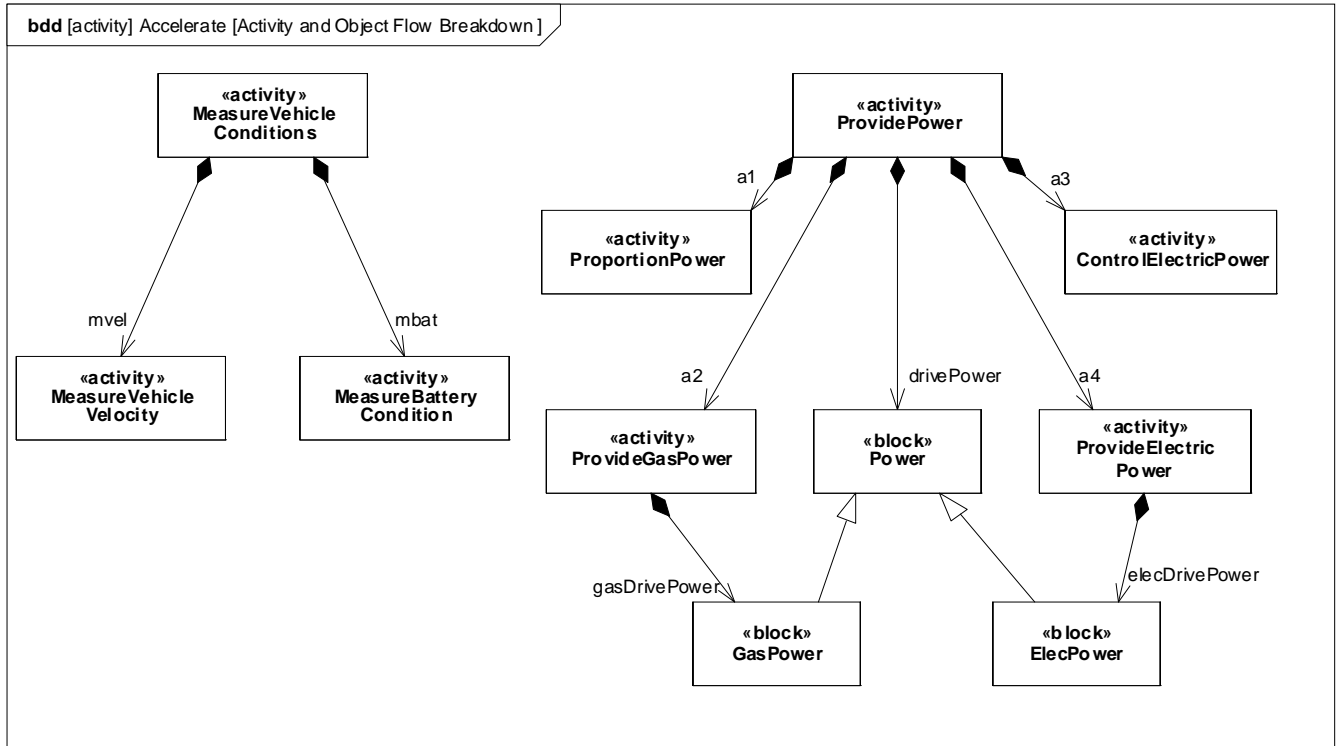 bdd [activity] Accelerate [Activity and Object Flow Breakdown ]
«activity»
MeasureVehicle
Conditions
«activity»
ProvidePower
a1
a3
«activity»
ProportionPower
«activity»
ControlElectricPower
mvel
mbat
«activity»
MeasureVehicle
Velocity
«activity»
MeasureBattery
Condition
a2
drivePower
a4
«activity»
ProvideGasPower
«block»
Power
«activity»
ProvideElectric
Power
gasDrivePower
elecDrivePower
«block»
GasPower
«block»
ElecPower